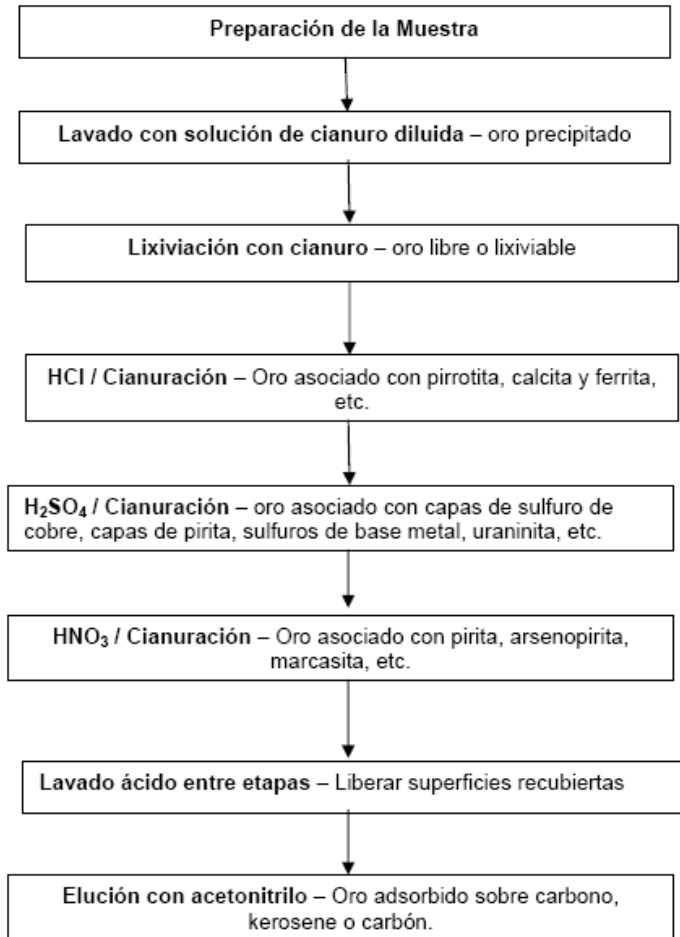 Preparación de la Muestra
Lavado con solución de cianuro diluida – oro precipitado
Lixiviación con cianuro – oro libre o lixiviable
HCl / Cianuración – Oro asociado con pirrotita, calcita y ferrita,
etc.
H₂SO₄ / Cianuración – oro asociado con capas de sulfuro de
cobre, capas de pirita, sulfuros de base metal, uraninita, etc.
HNO₃ / Cianuración – Oro asociado con pirita, arsenopirita,
marcasita, etc.
Lavado ácido entre etapas – Liberar superficies recubiertas
Elución con acetonitrilo – Oro adsorbido sobre carbono,
kerosene o carbón.